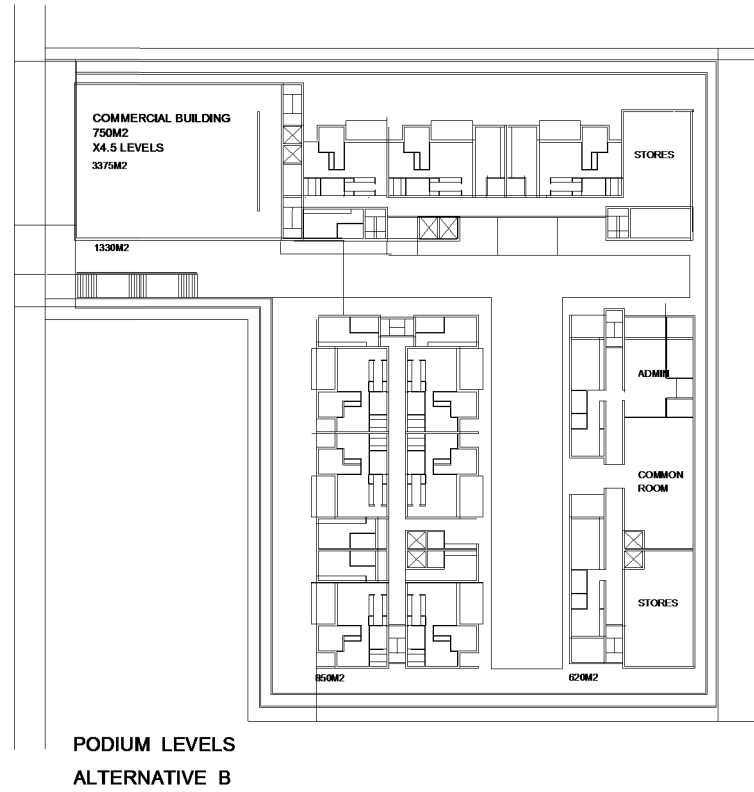 COMMERCIAL BUILDING
750M2
X4.5 LEVELS
3375M2
STORES
1330M2
ADMIN
COMMON
ROOM
STORES
850M2
620M2
PODIUM LEVELS
ALTERNATIVE B